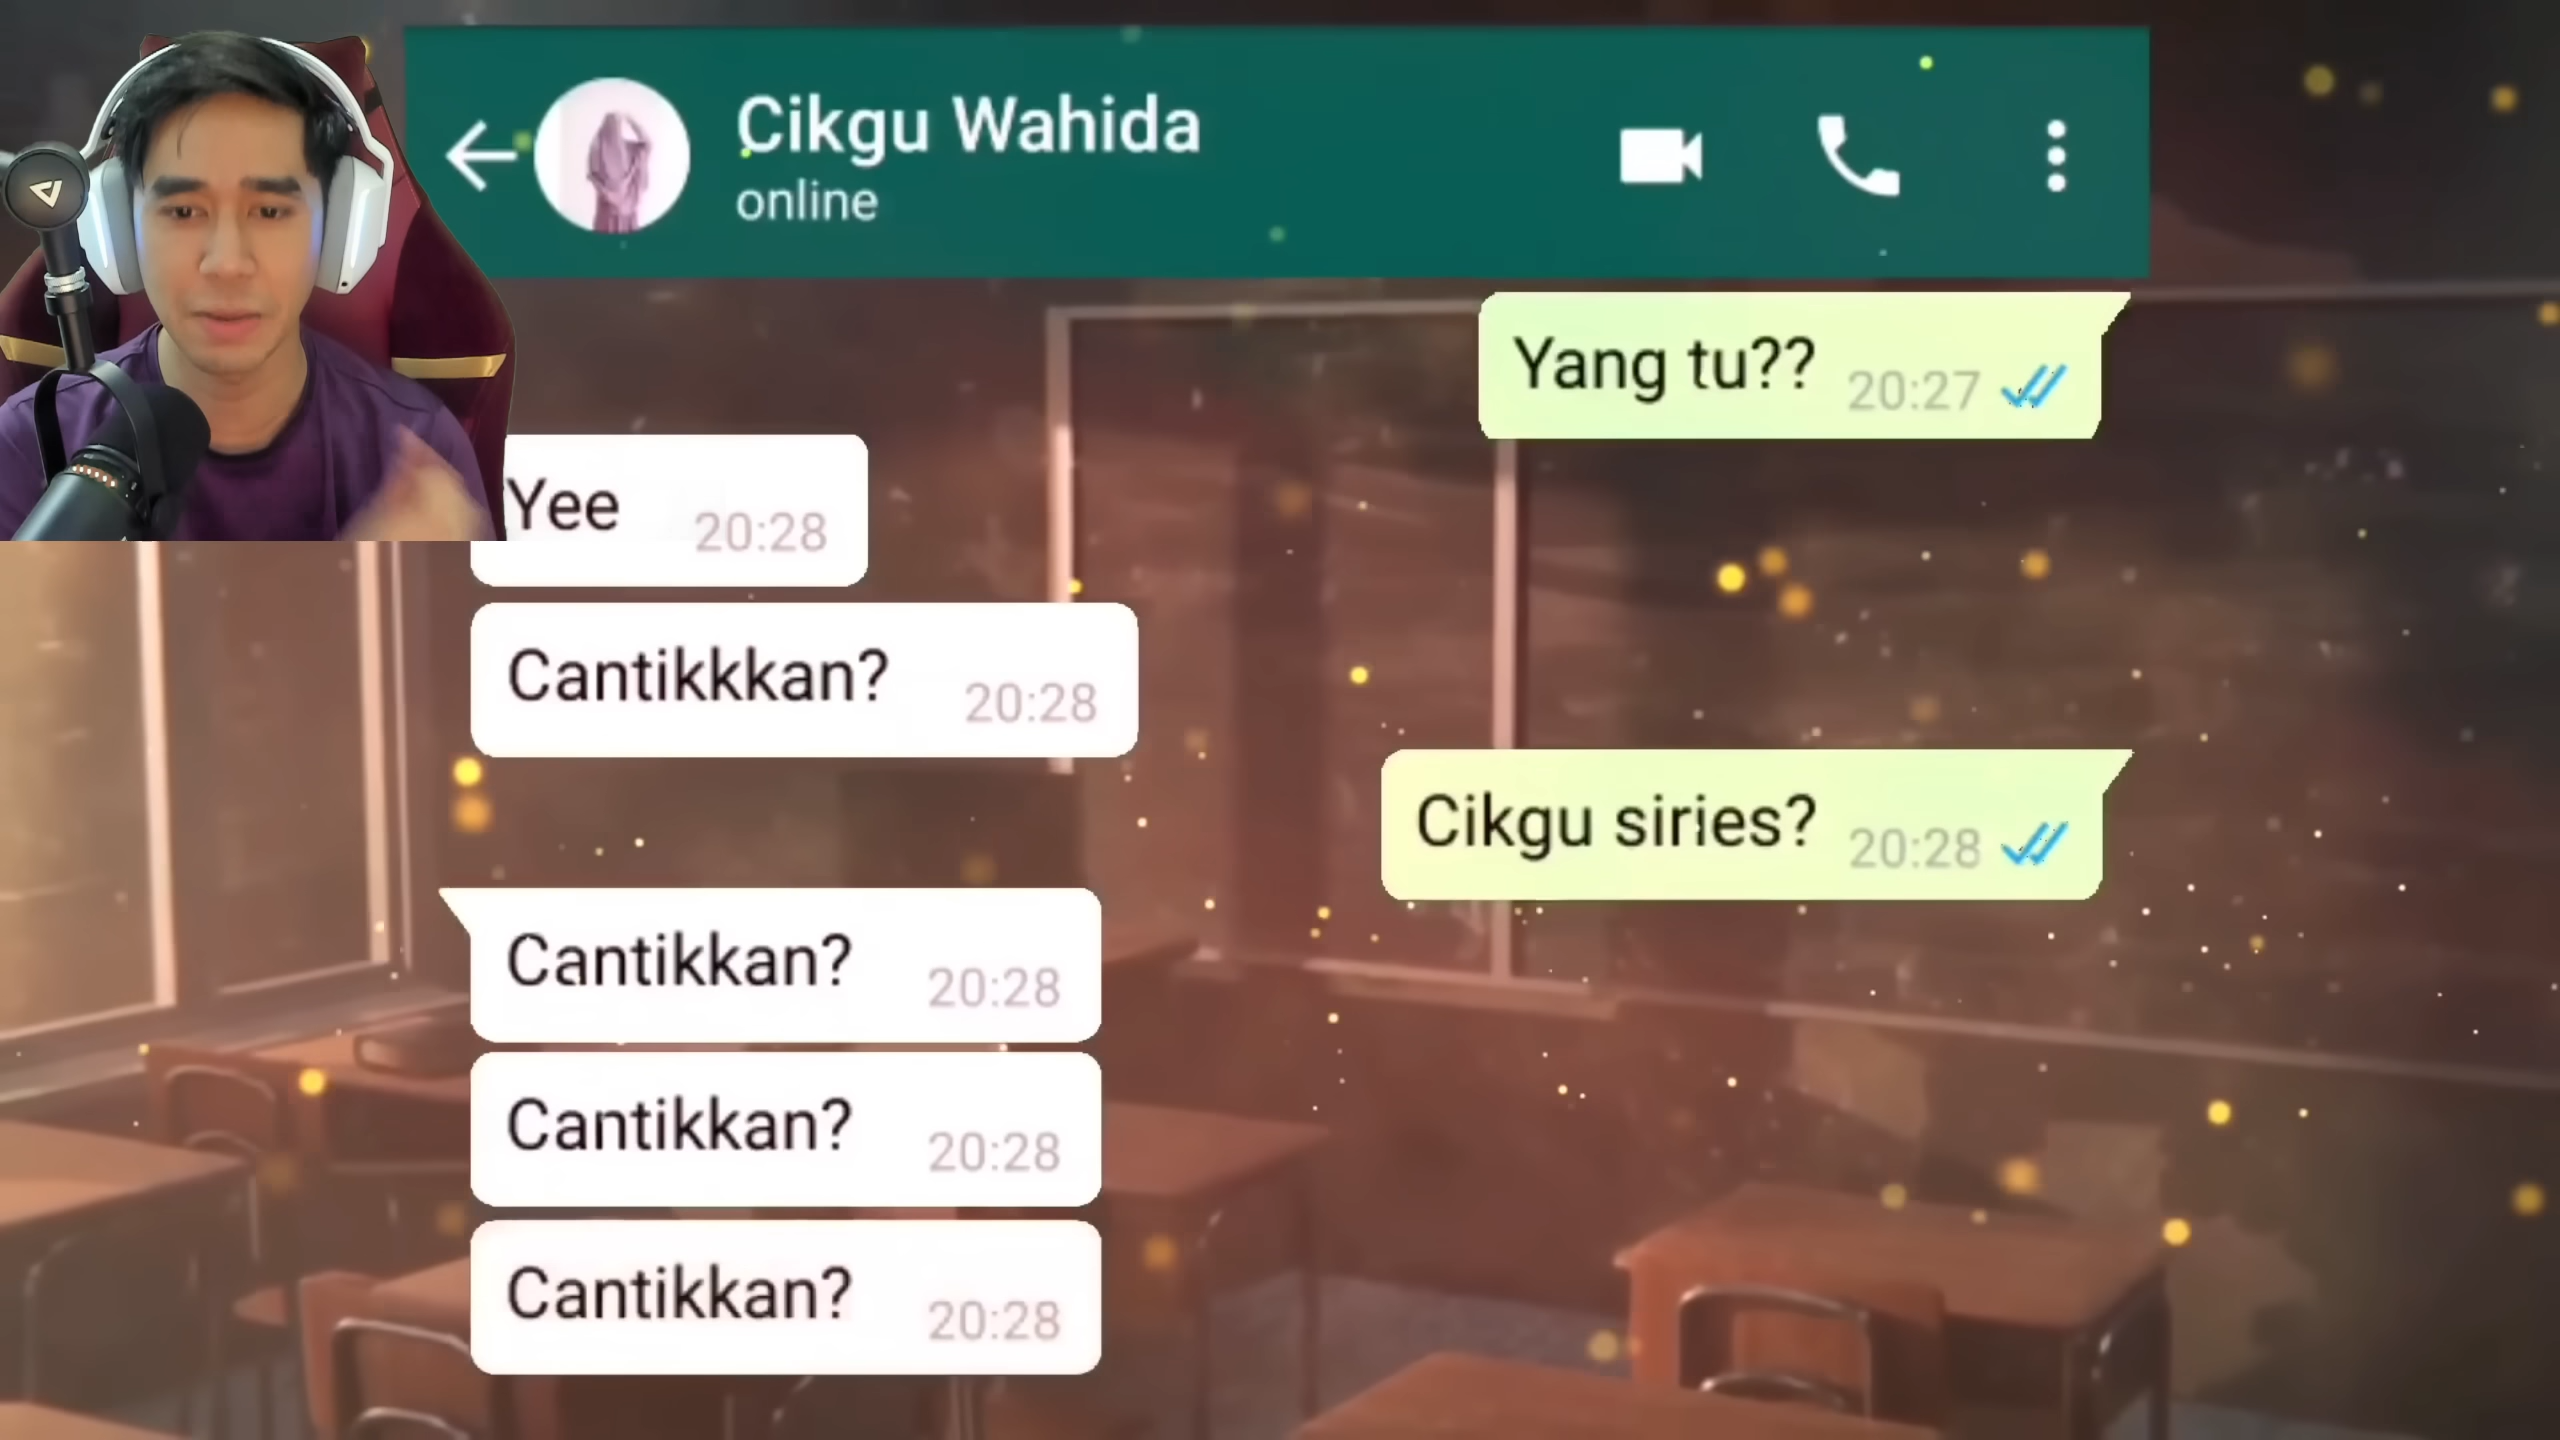 Cikgu Wahida
online
Yang tu?? 20:27
Yee 20:28
Cantikkkan? 20:28
Cikgu siries? 20:28
Cantikkan? 20:28
Cantikkan? 20:28
Cantikkan? 20:28